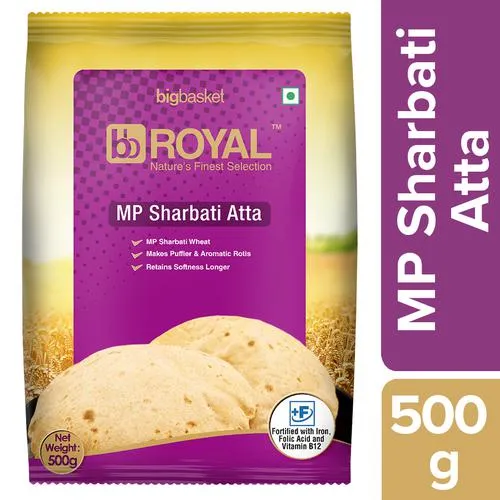 bigbasket
bb ROYAL™
Nature's Finest Selection
MP Sharbati Atta
MP Sharbati Wheat
Makes Puffier & Aromatic Rotis
Retains Softness Longer
Net
Weight:
500g
+F
Fortified with Iron,
Folic Acid and
Vitamin B12
MP Sharbati
Atta
500
g